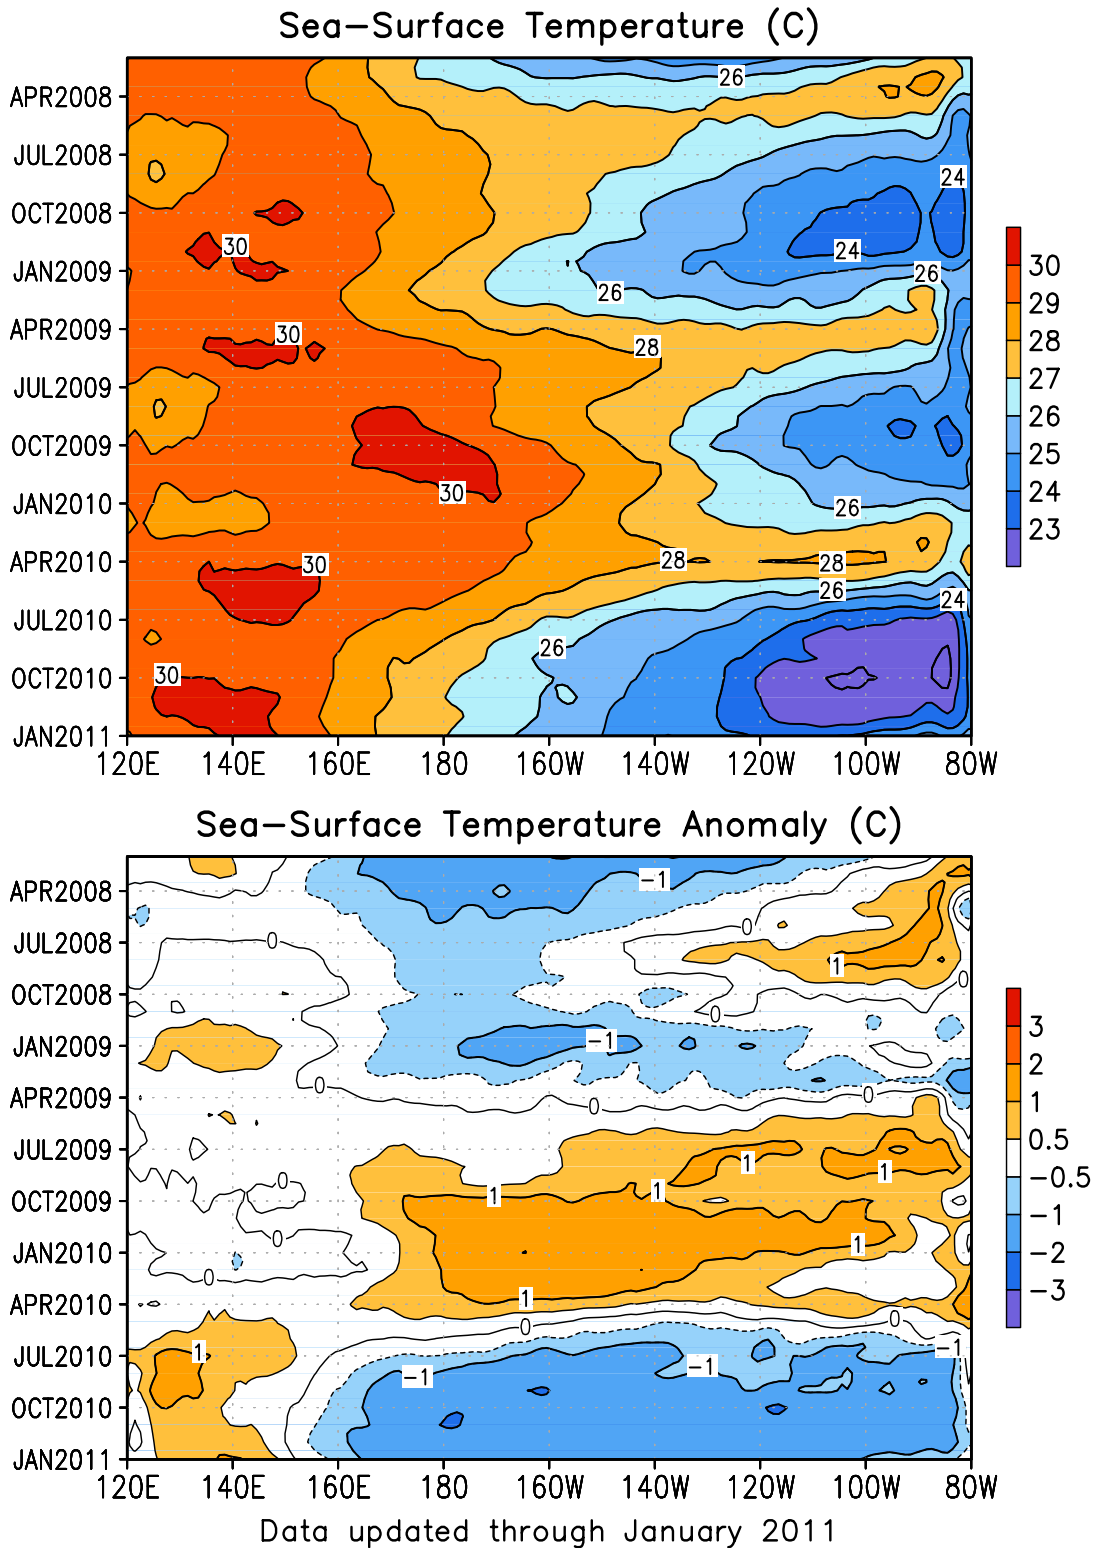 Sea-Surface Temperature (C)
APR2008
JUL2008
OCT2008
JAN2009
APR2009
JUL2009
OCT2009
JAN2010
APR2010
JUL2010
OCT2010
JAN2011
26
24
30
24
26
26
30
28
30
26
30
28
28
26
24
26
30
120E 140E 160E 180 160W 140W 120W 100W 80W
30
29
28
27
26
25
24
23
Sea-Surface Temperature Anomaly (C)
APR2008
JUL2008
OCT2008
JAN2009
APR2009
JUL2009
OCT2009
JAN2010
APR2010
JUL2010
OCT2010
JAN2011
-1
0
0
1
0
0
-1
0
0
0
1
1
0
1
1
0
1
0
1
0
0
1
-1
-1
-1
120E 140E 160E 180 160W 140W 120W 100W 80W
3
2
1
0.5
-0.5
-1
-2
-3
Data updated through January 2011